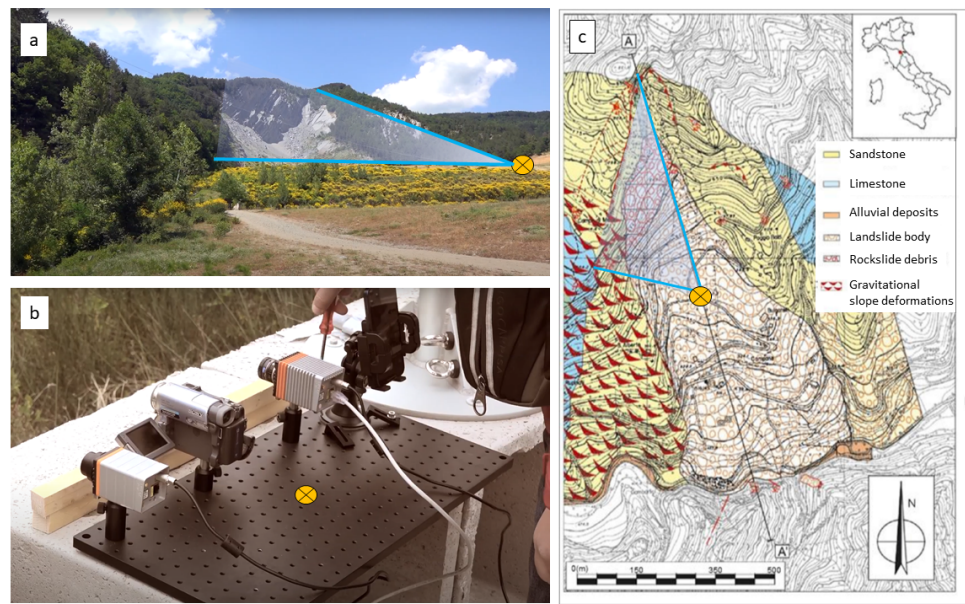 a
b
c
A
Sandstone
Limestone
Alluvial deposits
Landslide body
Rockslide debris
Gravitational
slope deformations
N
A'
0(m) 150 350 500